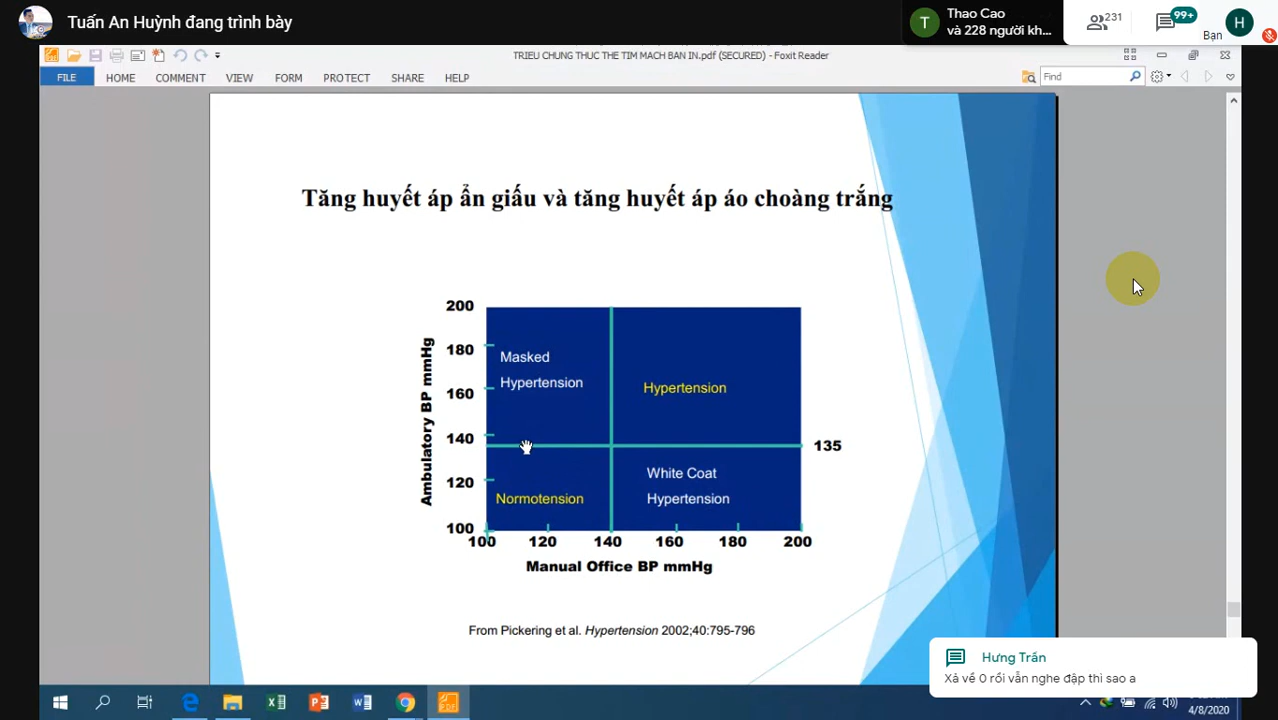 Tuấn An Huỳnh đang trình bày
T
Thao Cao
và 228 người kh...
231
99+
H
Bạn
TRIEU CHUNG THUC THE TIM MACH BAN IN.pdf (SECURED) - Foxit Reader
FILE HOME COMMENT VIEW FORM PROTECT SHARE HELP
Find
Tăng huyết áp ẩn giấu và tăng huyết áp áo choàng trắng
200
180
160
140
120
100
Ambulatory BP mmHg
Masked
Hypertension
Hypertension
135
White Coat
Hypertension
Normotension
100 120 140 160 180 200
Manual Office BP mmHg
From Pickering et al. Hypertension 2002;40:795-796
Hưng Trần
Xả về 0 rồi vẫn nghe đập thì sao a
4/8/2020